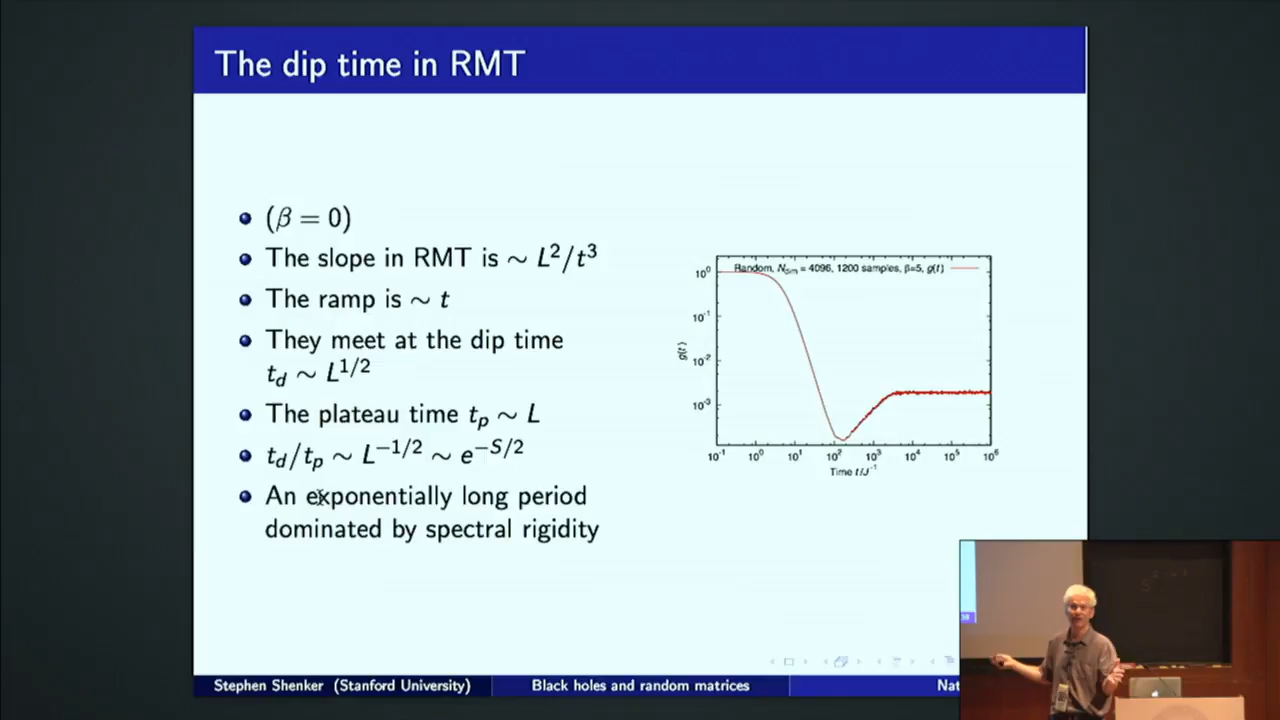 The dip time in RMT
(β = 0)
The slope in RMT is ∼ L²/t³
The ramp is ∼ t
They meet at the dip time
t_d ∼ L^{1/2}
The plateau time t_p ∼ L
t_d/t_p ∼ L^{−1/2} ∼ e^{−S/2}
An exponentially long period
dominated by spectral rigidity
Random, N_{Dim} = 4096, 1200 samples, β=5, g(t)
10⁰
10⁻¹
10⁻²
10⁻³
g(t)
10⁻¹ 10⁰ 10¹ 10² 10³ 10⁴ 10⁵ 10⁶
Time t/J⁻¹
Stephen Shenker (Stanford University) Black holes and random matrices Nat